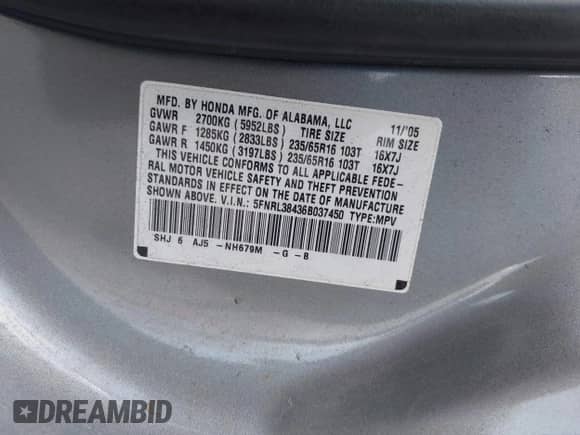 MFD. BY HONDA MFG. OF ALABAMA, LLC 11/'05
GVWR 2700KG (5952LBS) TIRE SIZE RIM SIZE
GAWR F 1285KG (2833LBS) 235/65R16 103T 16X7J
GAWR R 1450KG (3197LBS) 235/65R16 103T 16X7J
THIS VEHICLE CONFORMS TO ALL APPLICABLE FEDE-
RAL MOTOR VEHICLE SAFETY AND THEFT PREVENTION
STANDARDS IN EFFECT ON THE DATE OF MANUFACTURE
SHOWN ABOVE. V.I.N.: 5FNRL38436B037450 TYPE:MPV
SHJ 6 AJ5 -NH679M -G -B
DREAMBID